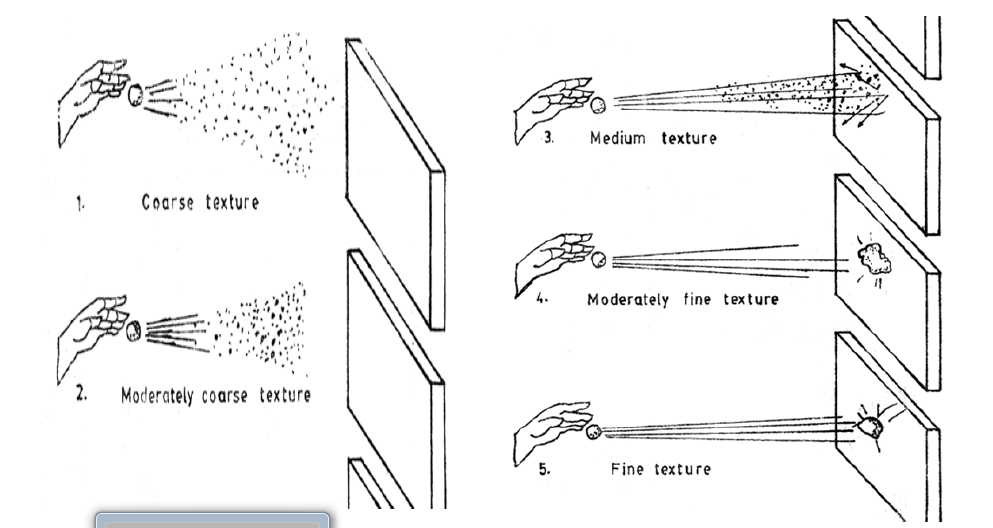 1. Coarse texture
2. Moderately coarse texture
3. Medium texture
4. Moderately fine texture
5. Fine texture